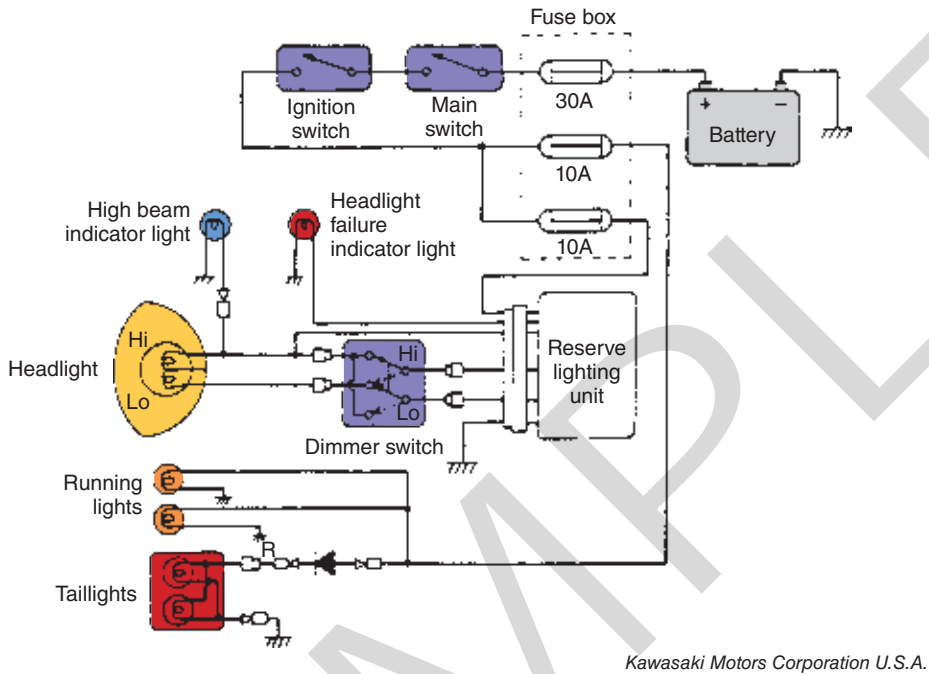 Fuse box
30A
Ignition
switch
Main
switch
+
−
Battery
10A
10A
High beam
indicator light
Headlight
failure
indicator light
Headlight
Hi
Lo
Hi
Lo
Dimmer switch
Reserve
lighting
unit
Running
lights
R
Taillights
Kawasaki Motors Corporation U.S.A.